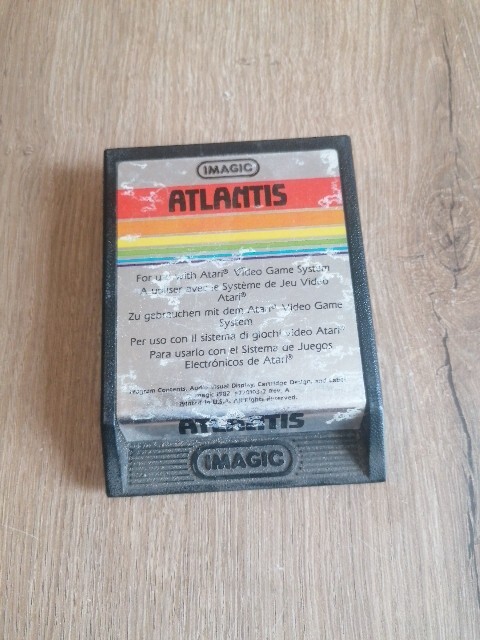 IMAGIC
ATLANTIS
For use with Atari® Video Game System
A utiliser avec le Système de Jeu Video
Atari®
Zu gebrauchen mit dem Atari® Video Game
System
Per uso con il sistema di giochi video Atari®
Para usarlo con el Sistema de Juegos
Electrónicos de Atari®
Program Contents, Audiovisual Display, Cartridge Design, and Label
Imagic 1982. Rev. A
Printed in U.S.A. All rights Reserved.
ATLANTIS
IMAGIC